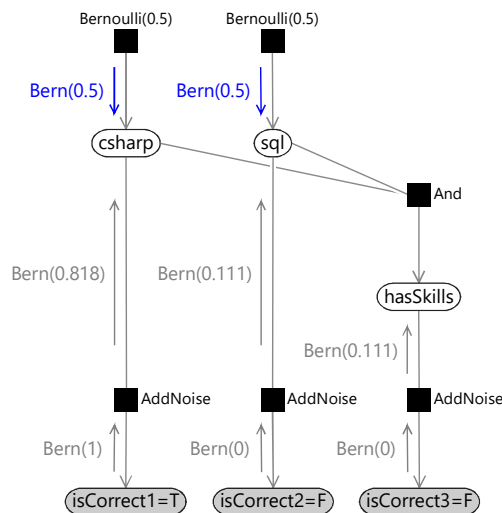 Bernoulli(0.5) Bernoulli(0.5)
Bern(0.5) Bern(0.5)
csharp sql
And
Bern(0.818) Bern(0.111)
hasSkills
Bern(0.111)
AddNoise AddNoise AddNoise
Bern(1) Bern(0) Bern(0)
isCorrect1=T isCorrect2=F isCorrect3=F